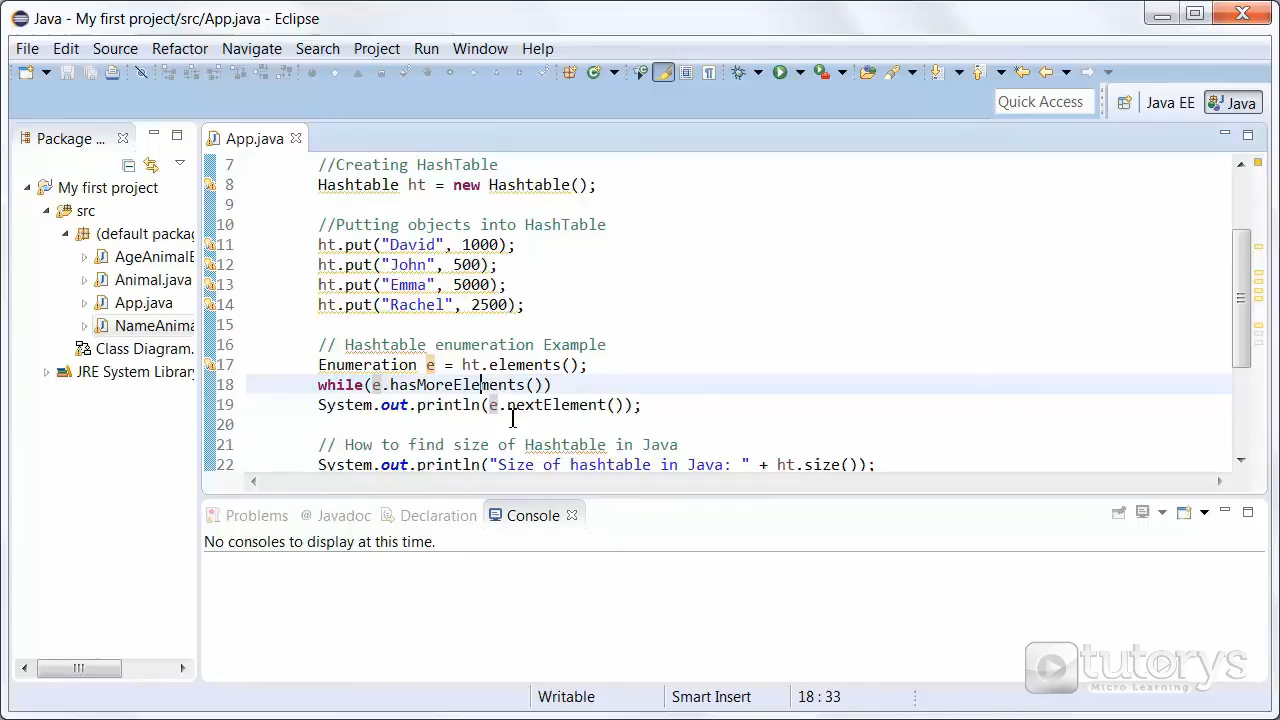 Java - My first project/src/App.java - Eclipse
File Edit Source Refactor Navigate Search Project Run Window Help
Quick Access Java EE Java
Package ...
App.java
My first project
src
(default packag
AgeAnimalE
Animal.java
App.java
NameAnima
Class Diagram.
JRE System Library
7 //Creating HashTable
8 Hashtable ht = new Hashtable();
9
10 //Putting objects into HashTable
11 ht.put("David", 1000);
12 ht.put("John", 500);
13 ht.put("Emma", 5000);
14 ht.put("Rachel", 2500);
15
16 // Hashtable enumeration Example
17 Enumeration e = ht.elements();
18 while(e.hasMoreElements())
19 System.out.println(e.nextElement());
20
21 // How to find size of Hashtable in Java
22 System.out.println("Size of hashtable in Java: " + ht.size());
Problems @ Javadoc Declaration Console
No consoles to display at this time.
tutorys
Micro Learning
Writable Smart Insert 18 : 33